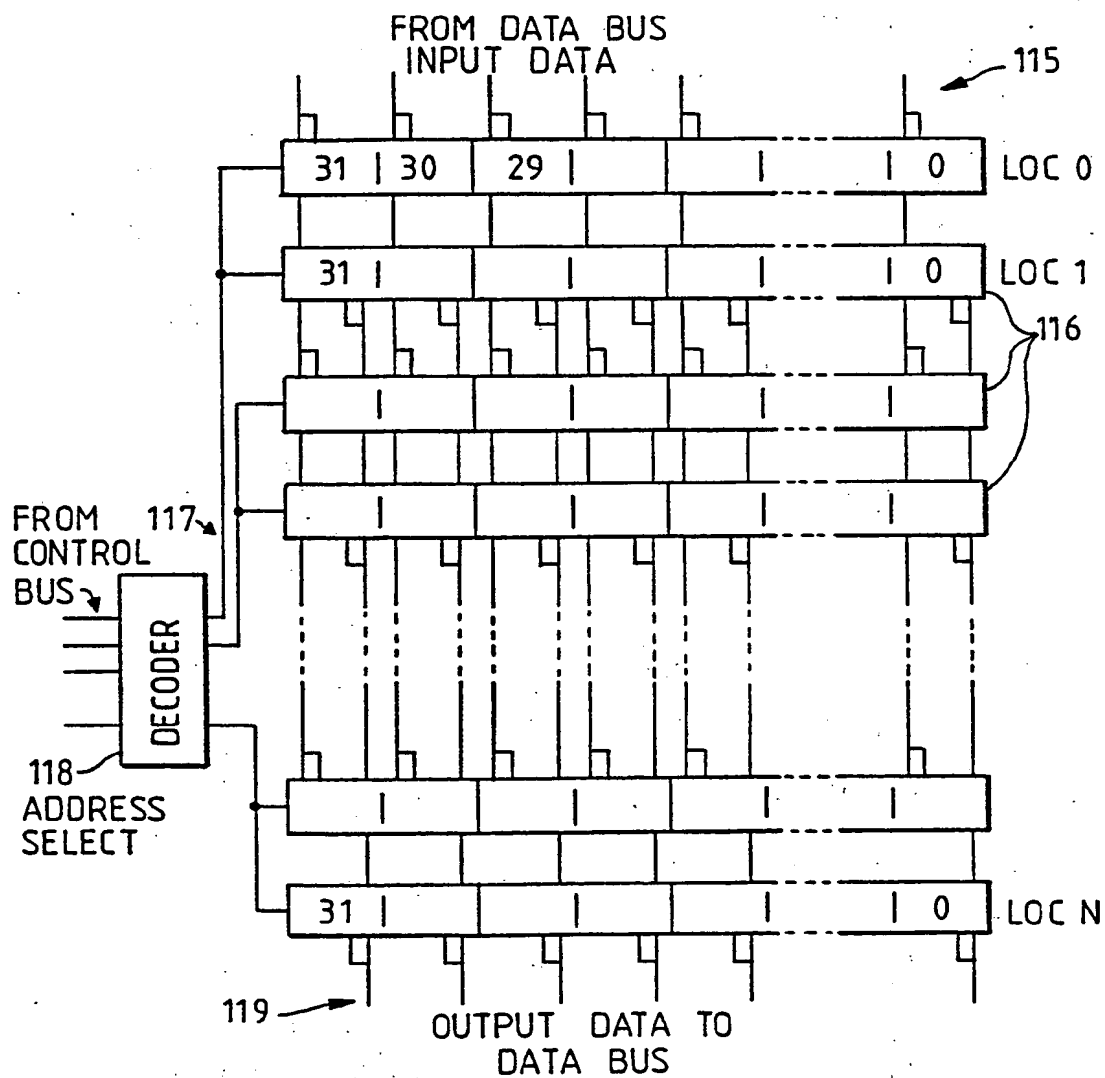 FROM DATA BUS
INPUT DATA
115
31 30 29 0 LOC 0
31 0 LOC 1
116
FROM 117
CONTROL
BUS
DECODER
118
ADDRESS
SELECT
31 0 LOC N
119
OUTPUT DATA TO
DATA BUS